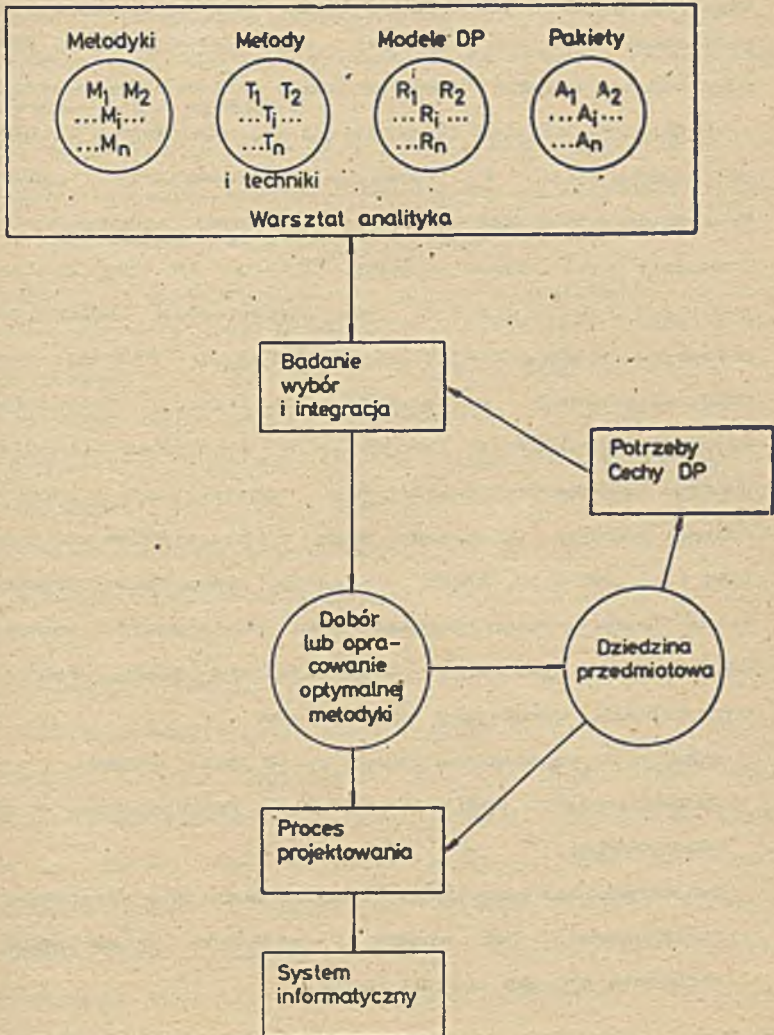 Metodyki Metody Modele DP Pakiety
M1 M2 T1 T2 R1 R2 A1 A2
...Mi... ...Ti... ...Ri... ...Ai...
...Mn ...Tn ...Rn ...An
i techniki
Warsztat analityka
Badanie
wybór
i integracja
Potrzeby
Cechy DP
Dobór
lub opra-
cowanie
optymalnej
metodyki
Dziedzina
przedmiotowa
Proces
projektowania
System
informatyczny